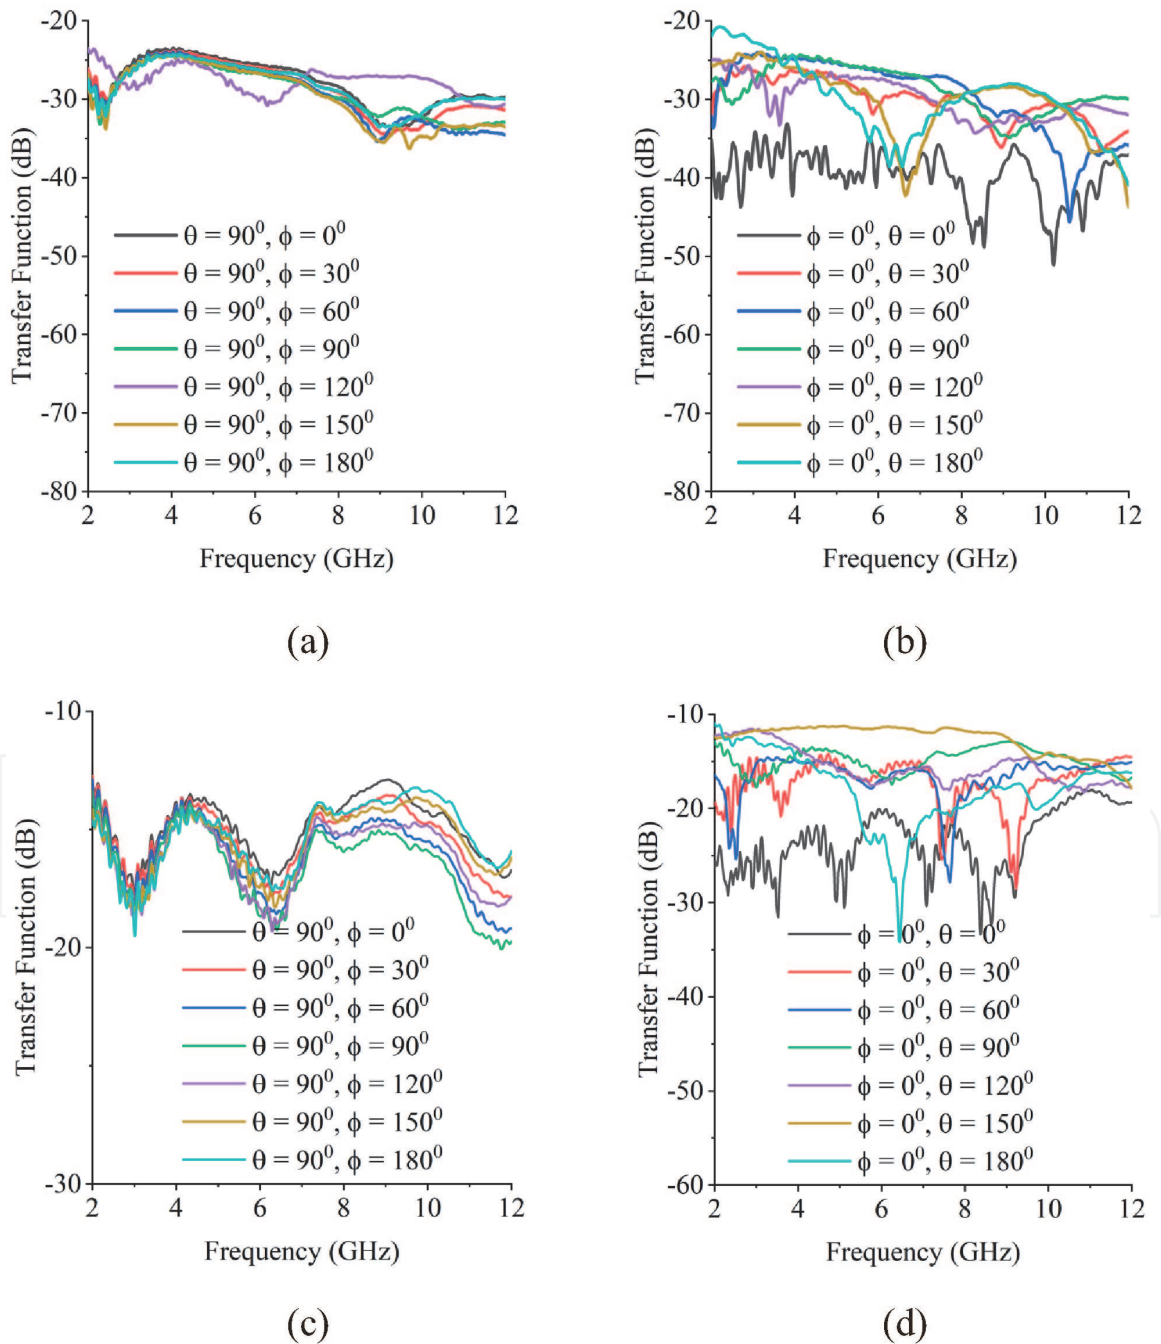 -20
-30
-40
-50
-60
-70
-80
Transfer Function (dB)
θ = 90⁰, ϕ = 0⁰
θ = 90⁰, ϕ = 30⁰
θ = 90⁰, ϕ = 60⁰
θ = 90⁰, ϕ = 90⁰
θ = 90⁰, ϕ = 120⁰
θ = 90⁰, ϕ = 150⁰
θ = 90⁰, ϕ = 180⁰
2 4 6 8 10 12
Frequency (GHz)
(a)
-20
-30
-40
-50
-60
-70
-80
Transfer Function (dB)
ϕ = 0⁰, θ = 0⁰
ϕ = 0⁰, θ = 30⁰
ϕ = 0⁰, θ = 60⁰
ϕ = 0⁰, θ = 90⁰
ϕ = 0⁰, θ = 120⁰
ϕ = 0⁰, θ = 150⁰
ϕ = 0⁰, θ = 180⁰
2 4 6 8 10 12
Frequency (GHz)
(b)
-10
-20
-30
Transfer Function (dB)
θ = 90⁰, ϕ = 0⁰
θ = 90⁰, ϕ = 30⁰
θ = 90⁰, ϕ = 60⁰
θ = 90⁰, ϕ = 90⁰
θ = 90⁰, ϕ = 120⁰
θ = 90⁰, ϕ = 150⁰
θ = 90⁰, ϕ = 180⁰
2 4 6 8 10 12
Frequency (GHz)
(c)
-10
-20
-30
-40
-50
-60
Transfer Function (dB)
ϕ = 0⁰, θ = 0⁰
ϕ = 0⁰, θ = 30⁰
ϕ = 0⁰, θ = 60⁰
ϕ = 0⁰, θ = 90⁰
ϕ = 0⁰, θ = 120⁰
ϕ = 0⁰, θ = 150⁰
ϕ = 0⁰, θ = 180⁰
2 4 6 8 10 12
Frequency (GHz)
(d)